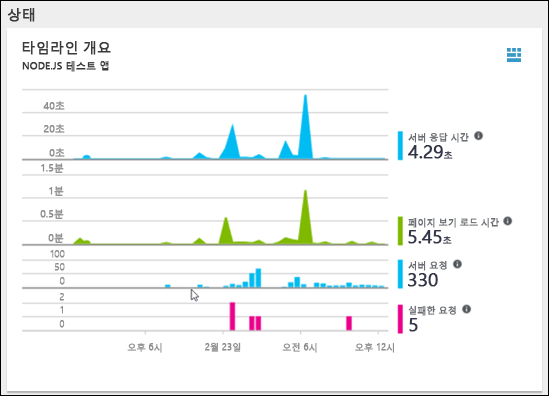 상태
타임라인 개요
NODE.JS 테스트 앱
40초
20초
0초
서버 응답 시간
4.29초
1.5분
1분
0.5분
0분
페이지 보기 로드 시간
5.45초
100
50
0
서버 요청
330
2
1
0
실패한 요청
5
오후 6시 2월 23일 오전 6시 오후 12시